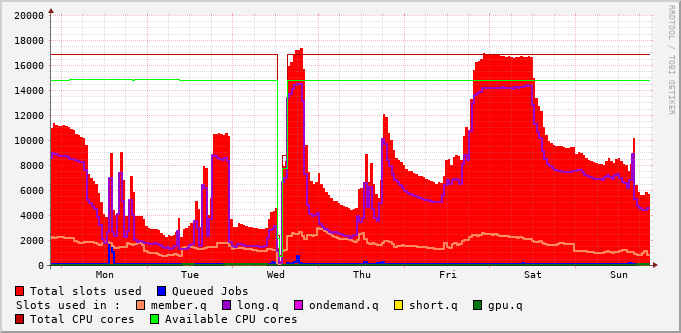 20000
18000
16000
14000
12000
10000
8000
6000
4000
2000
0
Mon Tue Wed Thu Fri Sat Sun
RRDTOOL / TOBI OETIKER
Total slots used Queued Jobs
Slots used in : member.q long.q ondemand.q short.q gpu.q
Total CPU cores Available CPU cores